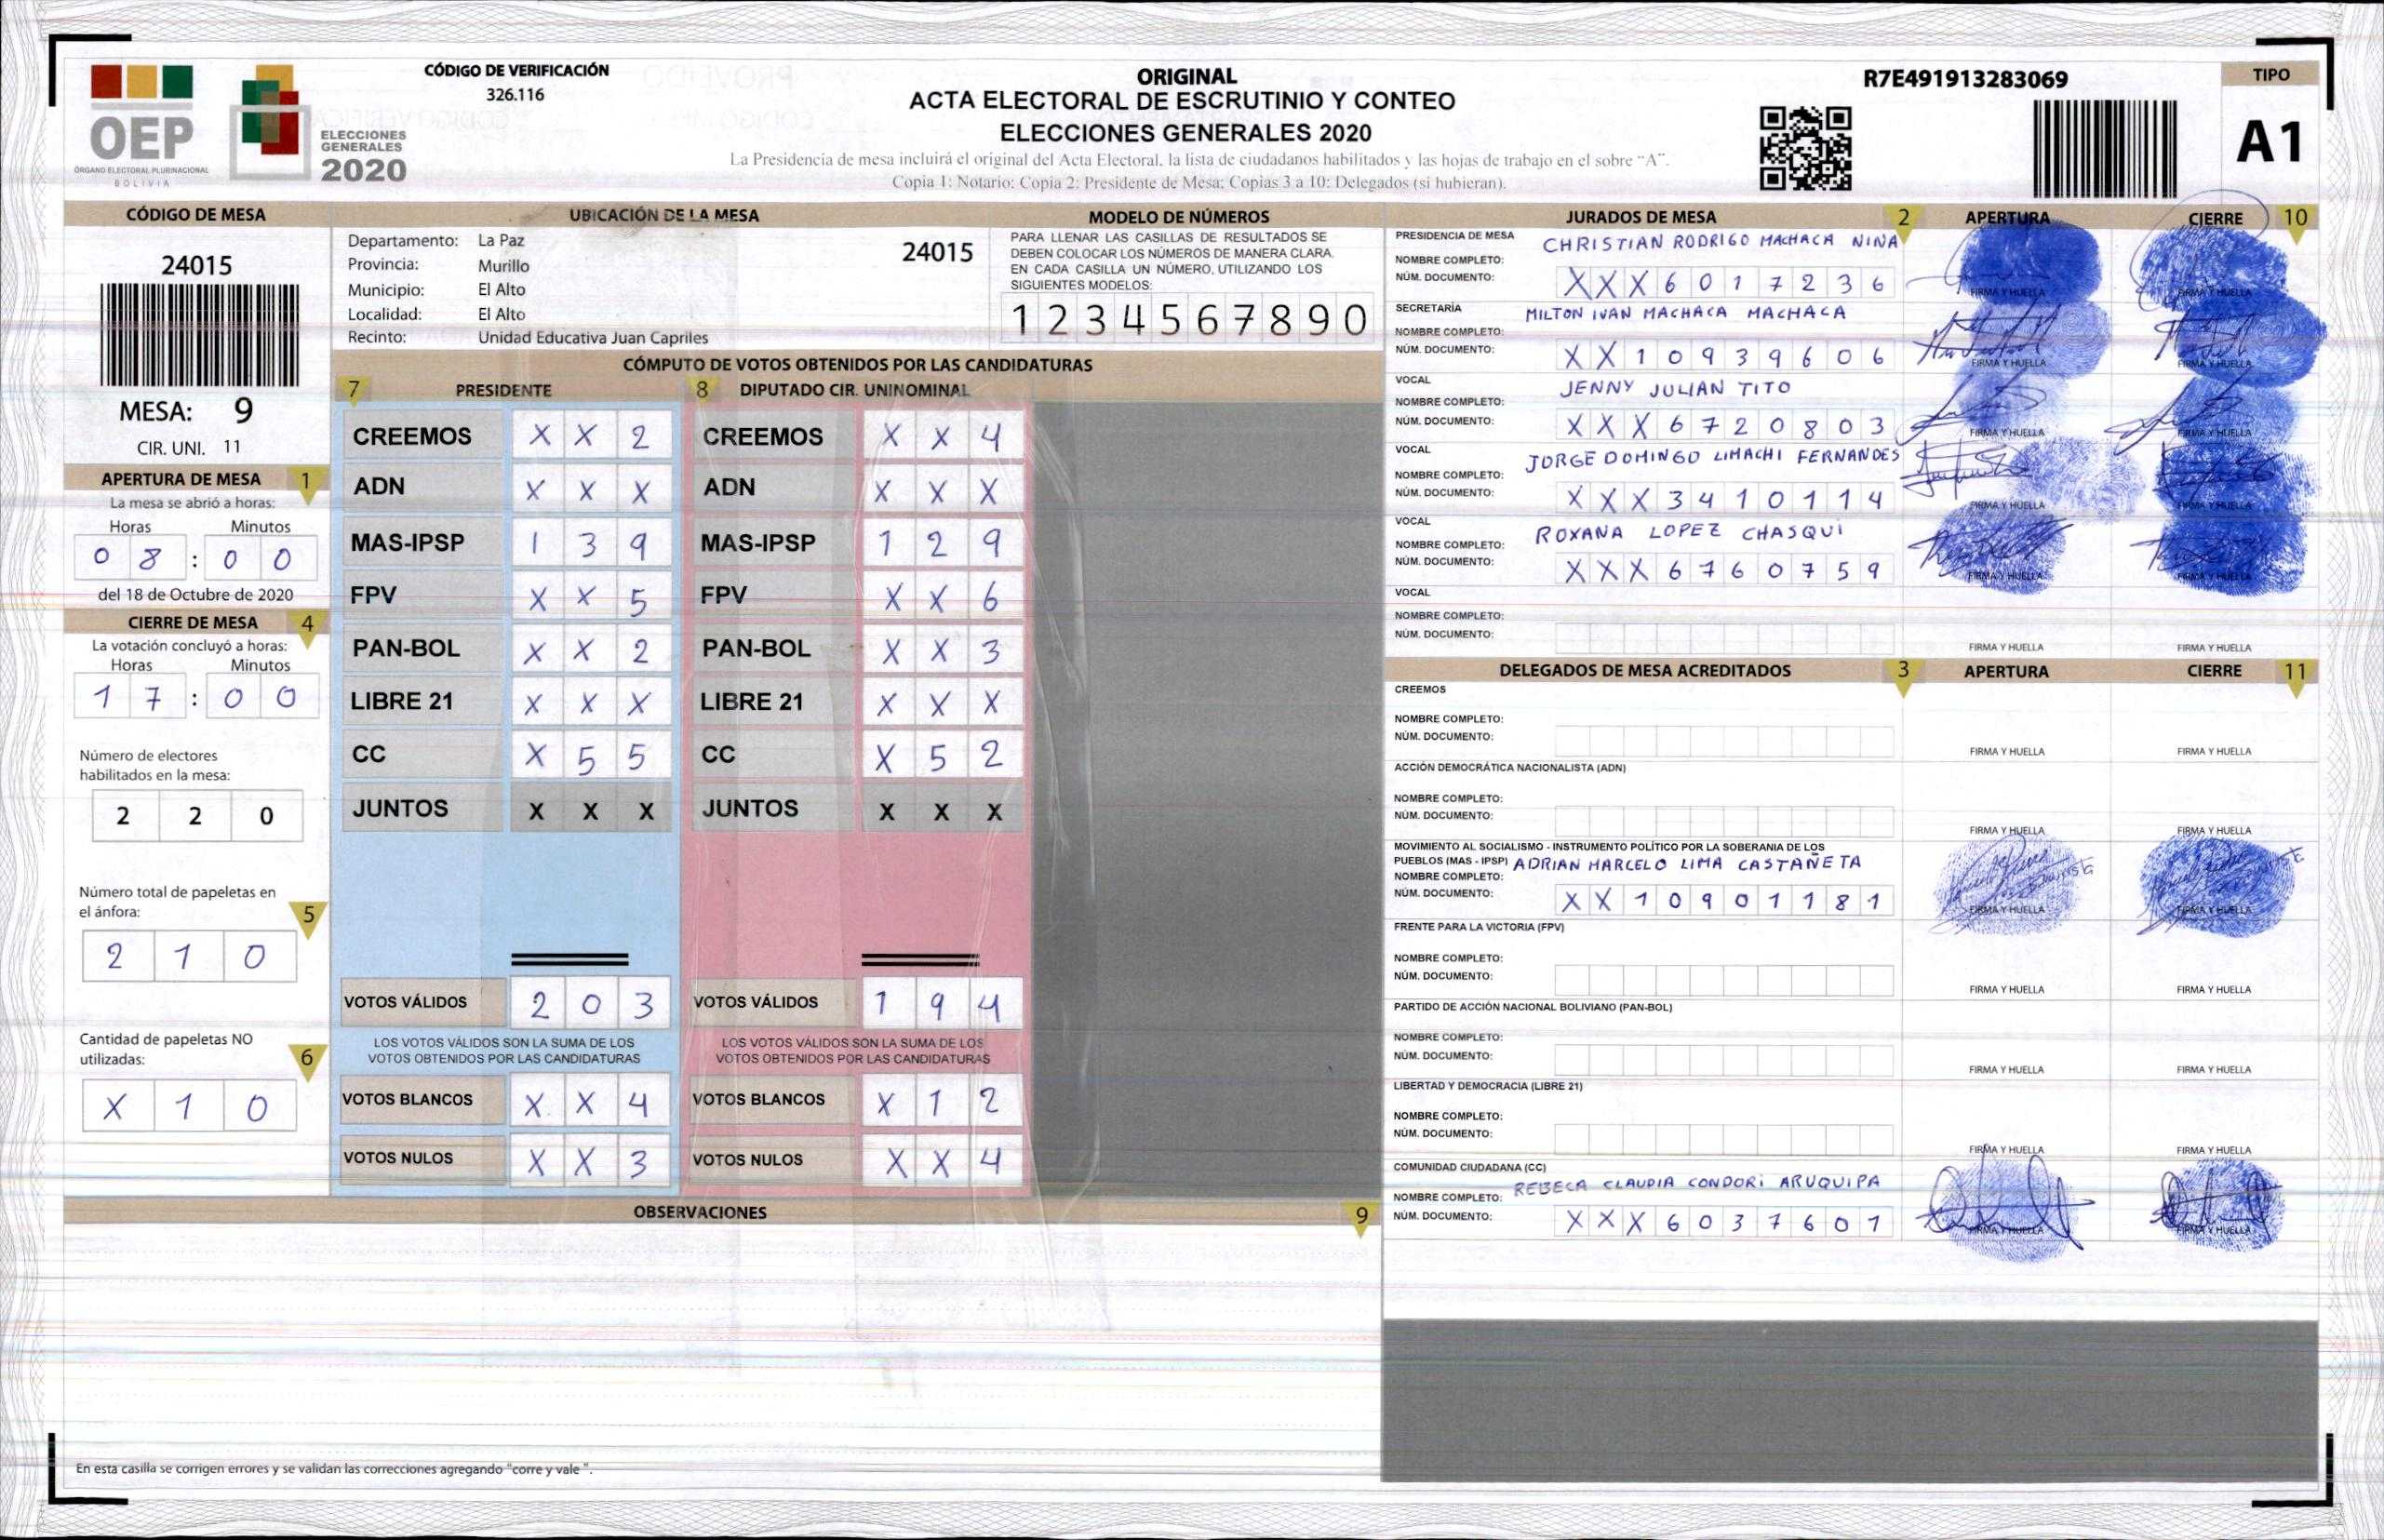 OEP
ÓRGANO ELECTORAL PLURINACIONAL
BOLIVIA
ELECCIONES
GENERALES
2020
CÓDIGO DE VERIFICACIÓN
326.116
ORIGINAL
ACTA ELECTORAL DE ESCRUTINIO Y CONTEO
ELECCIONES GENERALES 2020
La Presidencia de mesa incluirá el original del Acta Electoral, la lista de ciudadanos habilitados y las hojas de trabajo en el sobre "A".
Copia 1: Notario; Copia 2: Presidente de Mesa; Copias 3 a 10: Delegados (si hubieran).
R7E491913283069
TIPO
A1
CÓDIGO DE MESA
24015
MESA: 9
CIR. UNI. 11
APERTURA DE MESA 1
La mesa se abrió a horas:
Horas Minutos
0 8 : 0 0
del 18 de Octubre de 2020
CIERRE DE MESA 4
La votación concluyó a horas:
Horas Minutos
1 7 : 0 0
Número de electores
habilitados en la mesa:
2 2 0
Número total de papeletas en
el ánfora:
5
2 1 0
Cantidad de papeletas NO
utilizadas:
6
X 1 0
UBICACIÓN DE LA MESA
Departamento: La Paz
24015
Provincia: Murillo
Municipio: El Alto
Localidad: El Alto
Recinto: Unidad Educativa Juan Capriles
MODELO DE NÚMEROS
PARA LLENAR LAS CASILLAS DE RESULTADOS SE
DEBEN COLOCAR LOS NÚMEROS DE MANERA CLARA.
EN CADA CASILLA UN NÚMERO, UTILIZANDO LOS
SIGUIENTES MODELOS:
1 2 3 4 5 6 7 8 9 0
CÓMPUTO DE VOTOS OBTENIDOS POR LAS CANDIDATURAS
7 PRESIDENTE 8 DIPUTADO CIR. UNINOMINAL
CREEMOS X X 2 CREEMOS X X 4
ADN X X X ADN X X X
MAS-IPSP 1 3 9 MAS-IPSP 1 2 9
FPV X X 5 FPV X X 6
PAN-BOL X X 2 PAN-BOL X X 3
LIBRE 21 X X X LIBRE 21 X X X
CC X 5 5 CC X 5 2
JUNTOS X X X JUNTOS X X X
VOTOS VÁLIDOS 2 0 3 VOTOS VÁLIDOS 1 9 4
LOS VOTOS VÁLIDOS SON LA SUMA DE LOS LOS VOTOS VÁLIDOS SON LA SUMA DE LOS
VOTOS OBTENIDOS POR LAS CANDIDATURAS VOTOS OBTENIDOS POR LAS CANDIDATURAS
VOTOS BLANCOS X X 4 VOTOS BLANCOS X 1 2
VOTOS NULOS X X 3 VOTOS NULOS X X 4
OBSERVACIONES 9
En esta casilla se corrigen errores y se validan las correcciones agregando "corre y vale ".
JURADOS DE MESA 2 APERTURA CIERRE 10
PRESIDENCIA DE MESA CHRISTIAN RODRIGO MACHACA NINA
NOMBRE COMPLETO:
NÚM. DOCUMENTO: X X X 6 0 1 7 2 3 6
FIRMA Y HUELLA FIRMA Y HUELLA
SECRETARÍA MILTON IVAN MACHACA MACHACA
NOMBRE COMPLETO:
NÚM. DOCUMENTO: X X 1 0 9 3 9 6 0 6
FIRMA Y HUELLA FIRMA Y HUELLA
VOCAL JENNY JULIAN TITO
NOMBRE COMPLETO:
NÚM. DOCUMENTO: X X X 6 7 2 0 8 0 3
FIRMA Y HUELLA FIRMA Y HUELLA
VOCAL JORGE DOMINGO LIMACHI FERNANDES
NOMBRE COMPLETO:
NÚM. DOCUMENTO: X X X 3 4 1 0 1 1 4
FIRMA Y HUELLA FIRMA Y HUELLA
VOCAL ROXANA LOPEZ CHASQUI
NOMBRE COMPLETO:
NÚM. DOCUMENTO: X X X 6 7 6 0 7 5 9
FIRMA Y HUELLA FIRMA Y HUELLA
VOCAL
NOMBRE COMPLETO:
NÚM. DOCUMENTO:
FIRMA Y HUELLA FIRMA Y HUELLA
DELEGADOS DE MESA ACREDITADOS 3 APERTURA CIERRE 11
CREEMOS
NOMBRE COMPLETO:
NÚM. DOCUMENTO:
FIRMA Y HUELLA FIRMA Y HUELLA
ACCIÓN DEMOCRÁTICA NACIONALISTA (ADN)
NOMBRE COMPLETO:
NÚM. DOCUMENTO:
FIRMA Y HUELLA FIRMA Y HUELLA
MOVIMIENTO AL SOCIALISMO - INSTRUMENTO POLÍTICO POR LA SOBERANIA DE LOS
PUEBLOS (MAS - IPSP) ADRIAN MARCELO LIMA CASTAÑETA
NOMBRE COMPLETO:
NÚM. DOCUMENTO: X X 1 0 9 0 1 1 8 1
FIRMA Y HUELLA FIRMA Y HUELLA
FRENTE PARA LA VICTORIA (FPV)
NOMBRE COMPLETO:
NÚM. DOCUMENTO:
FIRMA Y HUELLA FIRMA Y HUELLA
PARTIDO DE ACCIÓN NACIONAL BOLIVIANO (PAN-BOL)
NOMBRE COMPLETO:
NÚM. DOCUMENTO:
FIRMA Y HUELLA FIRMA Y HUELLA
LIBERTAD Y DEMOCRACIA (LIBRE 21)
NOMBRE COMPLETO:
NÚM. DOCUMENTO:
FIRMA Y HUELLA FIRMA Y HUELLA
COMUNIDAD CIUDADANA (CC)
REBECA CLAUDIA CONDORI ARUQUIPA
NOMBRE COMPLETO:
NÚM. DOCUMENTO: X X X 6 0 3 7 6 0 1
FIRMA Y HUELLA FIRMA Y HUELLA